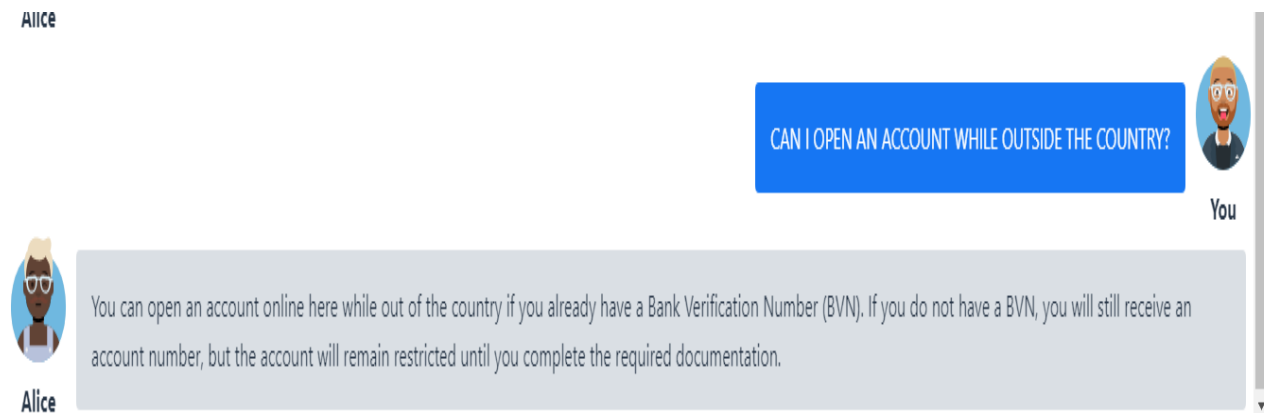 Alice
CAN I OPEN AN ACCOUNT WHILE OUTSIDE THE COUNTRY?
You
You can open an account online here while out of the country if you already have a Bank Verification Number (BVN). If you do not have a BVN, you will still receive an
account number, but the account will remain restricted until you complete the required documentation.
Alice